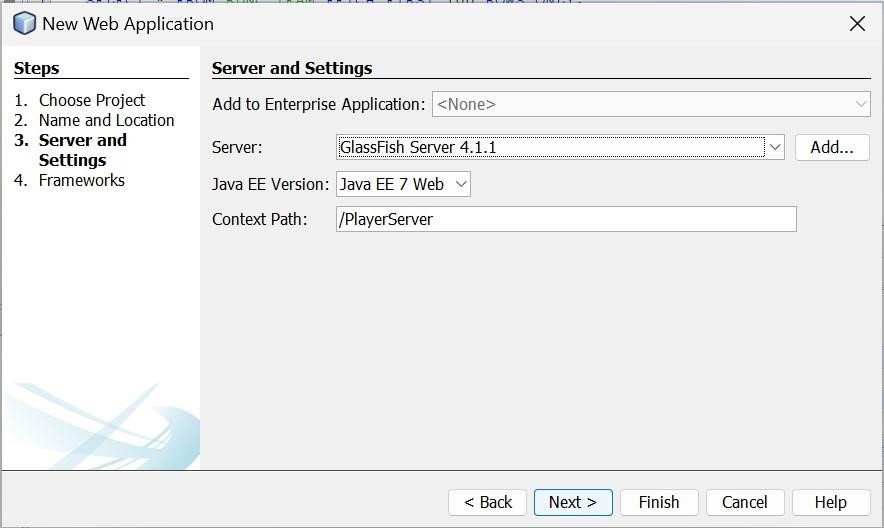 New Web Application
Steps
1. Choose Project
2. Name and Location
3. Server and
Settings
4. Frameworks
Server and Settings
Add to Enterprise Application: <None>
Server: GlassFish Server 4.1.1 Add...
Java EE Version: Java EE 7 Web
Context Path: /PlayerServer
< Back Next > Finish Cancel Help